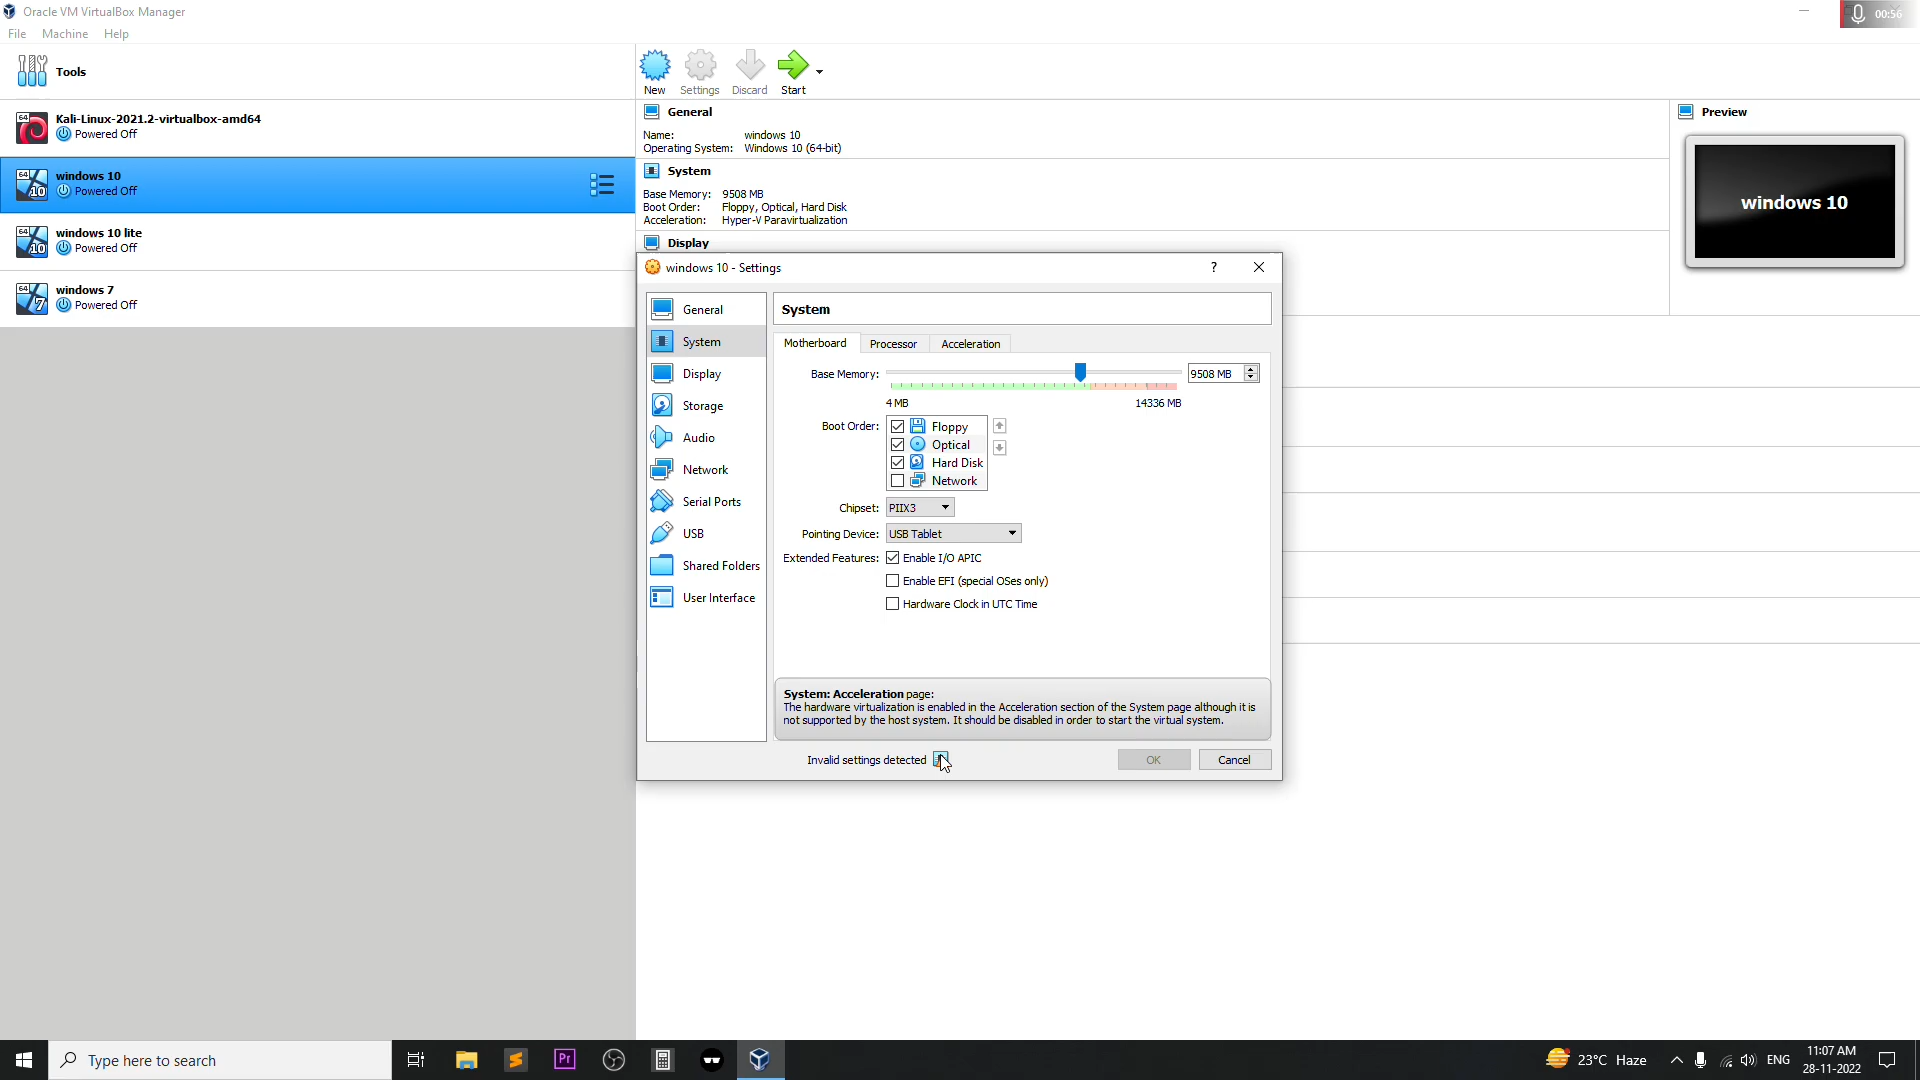 Oracle VM VirtualBox Manager
00:56
File Machine Help
Tools
New Settings Discard Start
64
Kali-Linux-2021.2-virtualbox-amd64
Powered Off
64
10
windows 10
Powered Off
64
10
windows 10 lite
Powered Off
64
7
windows 7
Powered Off
General
Name: windows 10
Operating System: Windows 10 (64-bit)
System
Base Memory: 9508 MB
Boot Order: Floppy, Optical, Hard Disk
Acceleration: Hyper-V Paravirtualization
Display
Preview
windows 10
windows 10 - Settings
?
General
System
Display
Storage
Audio
Network
Serial Ports
USB
Shared Folders
User Interface
System
Motherboard Processor Acceleration
Base Memory: 9508 MB
4 MB 14336 MB
Boot Order: Floppy
Optical
Hard Disk
Network
Chipset: PIIX3
Pointing Device: USB Tablet
Extended Features: Enable I/O APIC
Enable EFI (special OSes only)
Hardware Clock in UTC Time
System: Acceleration page:
The hardware virtualization is enabled in the Acceleration section of the System page although it is
not supported by the host system. It should be disabled in order to start the virtual system.
Invalid settings detected OK Cancel
Type here to search
Pr
23°C Haze
ENG
11:07 AM
28-11-2022